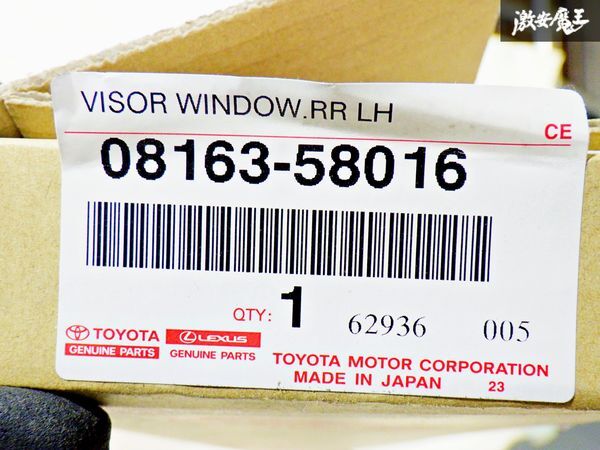 激安魔王
VISOR WINDOW.RR LH
CE
08163-58016
QTY: 1
62936 005
TOYOTA
GENUINE PARTS
LEXUS
GENUINE PARTS
TOYOTA MOTOR CORPORATION
MADE IN JAPAN 23